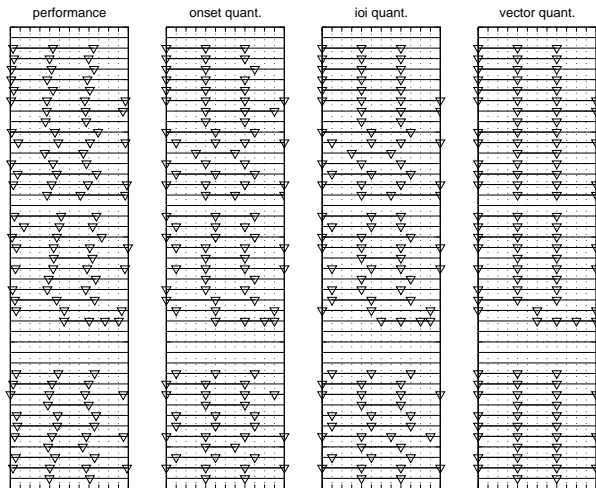 performance
onset quant.
ioi quant.
vector quant.